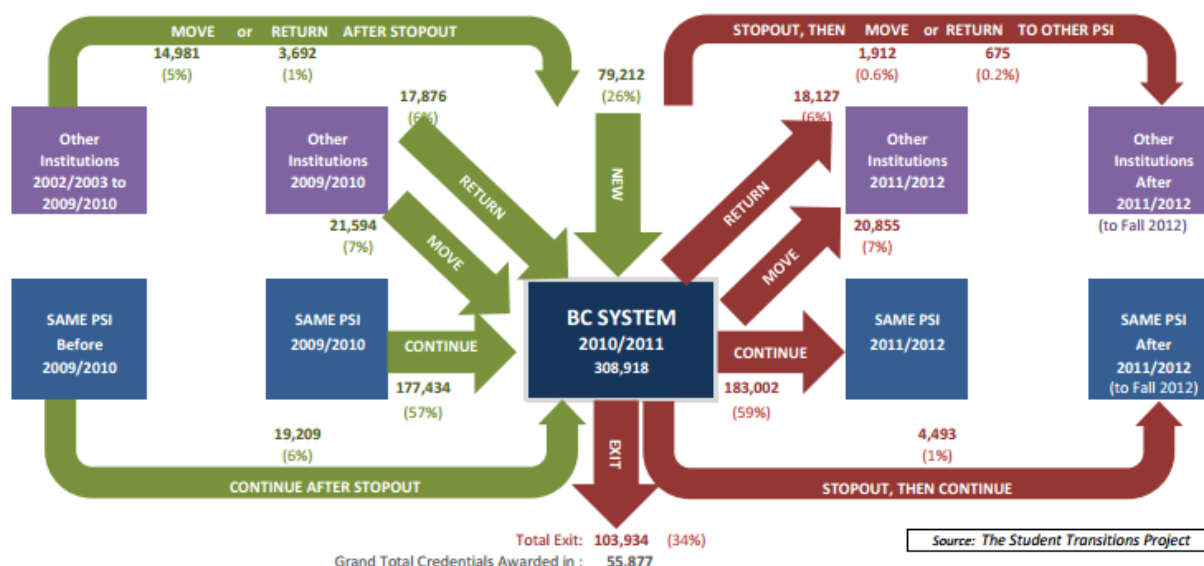 MOVE or RETURN AFTER STOPOUT
14,981 3,692
(5%) (1%)
STOPOUT, THEN MOVE or RETURN TO OTHER PSI
1,912 675
(0.6%) (0.2%)
79,212
(26%)
17,876
(6%)
18,127
(6%)
Other
Institutions
2002/2003 to
2009/2010
Other
Institutions
2009/2010
RETURN
NEW
RETURN
Other
Institutions
2011/2012
Other
Institutions
After
2011/2012
(to Fall 2012)
21,594
(7%)
MOVE
MOVE
20,855
(7%)
SAME PSI
Before
2009/2010
SAME PSI
2009/2010
CONTINUE
177,434
(57%)
BC SYSTEM
2010/2011
308,918
CONTINUE
183,002
(59%)
SAME PSI
2011/2012
SAME PSI
After
2011/2012
(to Fall 2012)
19,209
(6%)
CONTINUE AFTER STOPOUT
EXIT
4,493
(1%)
STOPOUT, THEN CONTINUE
Total Exit: 103,934 (34%)
Grand Total Credentials Awarded in : 55,877
Source: The Student Transitions Project